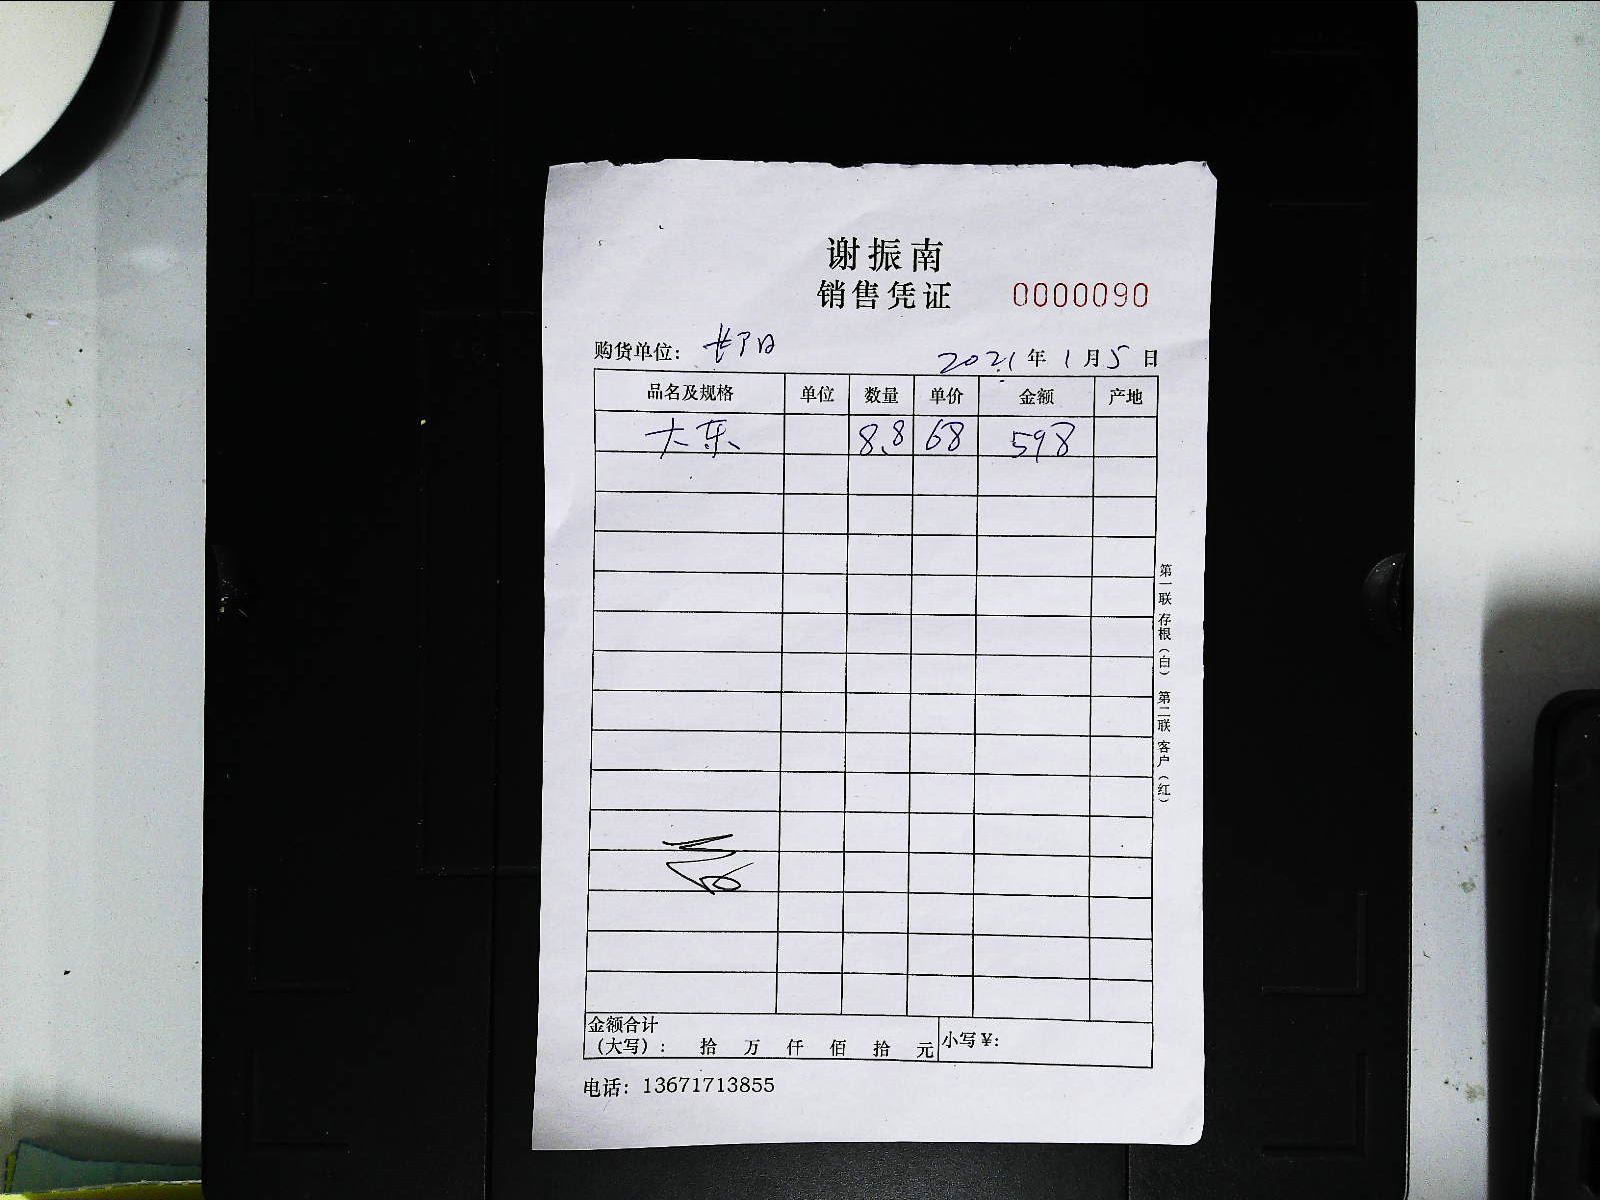 谢振南
销售凭证 0000090
购货单位: 长阳
2021 年 1 月 5 日
品名及规格 单位 数量 单价 金额 产地
大东 8.8 68 598
第一联 存根（白） 第二联 客户（红）
金额合计
（大写）: 拾 万 仟 佰 拾 元 小写¥:
电话: 13671713855